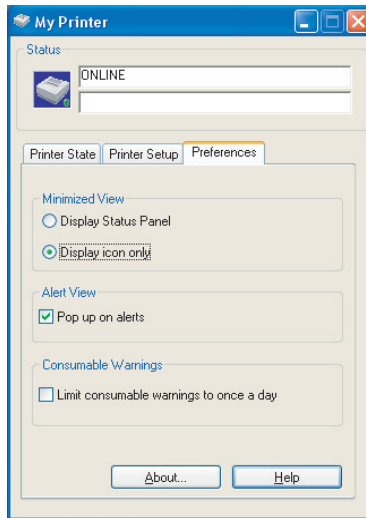 My Printer
Status
ONLINE
Printer State Printer Setup Preferences
Minimized View
Display Status Panel
Display icon only
Alert View
Pop up on alerts
Consumable Warnings
Limit consumable warnings to once a day
About... Help